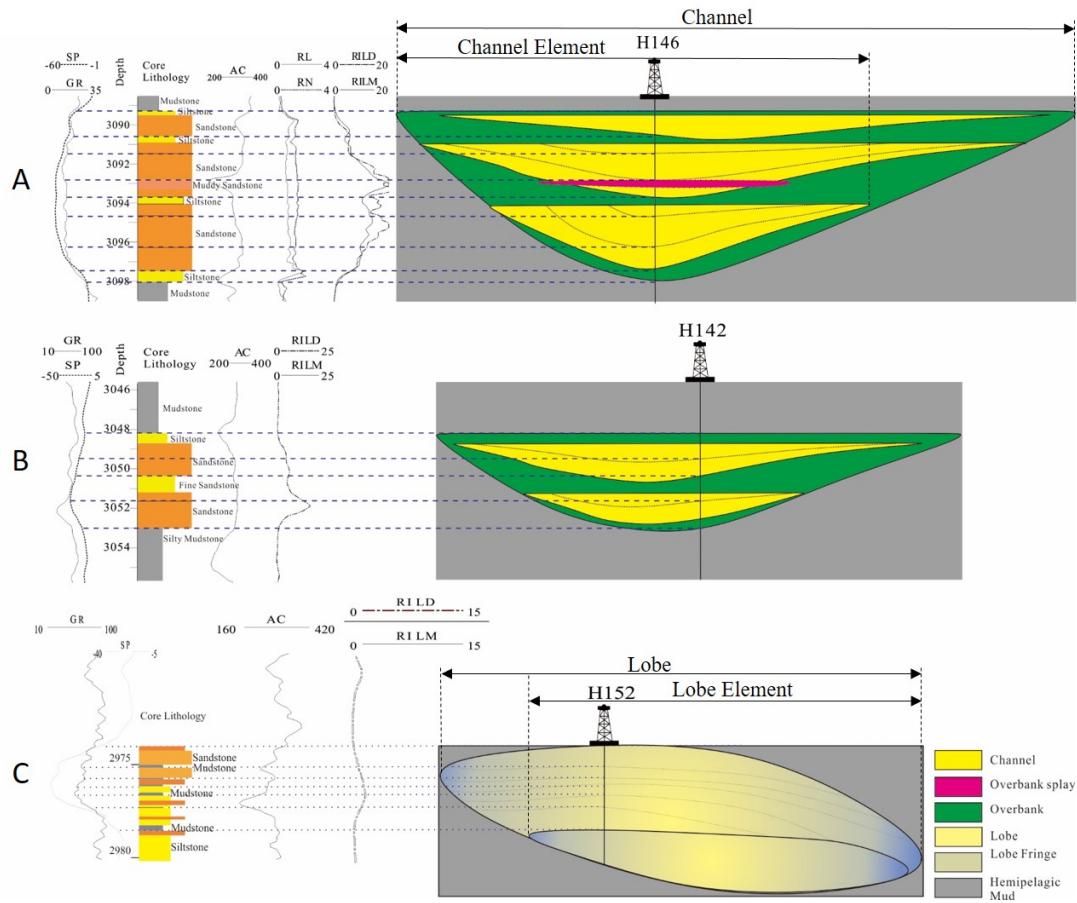 Channel
Channel Element
H146
SP
-60 -1
GR
0 35
Depth
Core
Lithology
AC
200 400
RL
0 4
RN
0 4
RILD
0 20
RILM
0 20
A
Mudstone
Siltstone
3090
Sandstone
Siltstone
3092
Sandstone
Muddy Sandstone
3094
Siltstone
3096
Sandstone
3098
Siltstone
Mudstone
H142
GR
10 100
SP
-50 5
Depth
Core
Lithology
AC
200 400
RILD
0 25
RILM
0 25
B
3046
Mudstone
3048
Siltstone
3050
Sandstone
Fine Sandstone
3052
Sandstone
3054
Silty Mudstone
GR
10 100
SP
-40 -5
AC
160 420
RILD
0 15
RILM
0 15
Lobe
Lobe Element
H152
Core Lithology
C
2975
Sandstone
Mudstone
Mudstone
Mudstone
2980
Siltstone
Channel
Overbank splay
Overbank
Lobe
Lobe Fringe
Hemipelagic
Mud